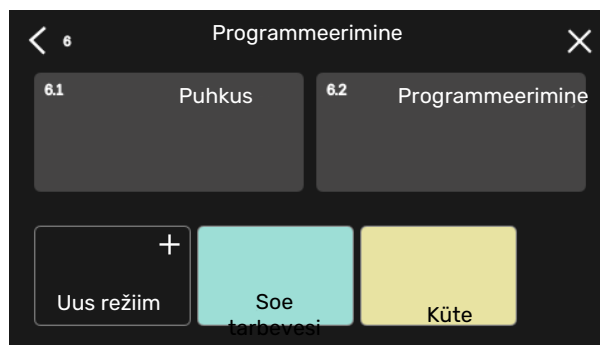 6
Programmeerimine
6.1
Puhkus
6.2
Programmeerimine
Uus režiim
Soe
tarbevesi
Küte